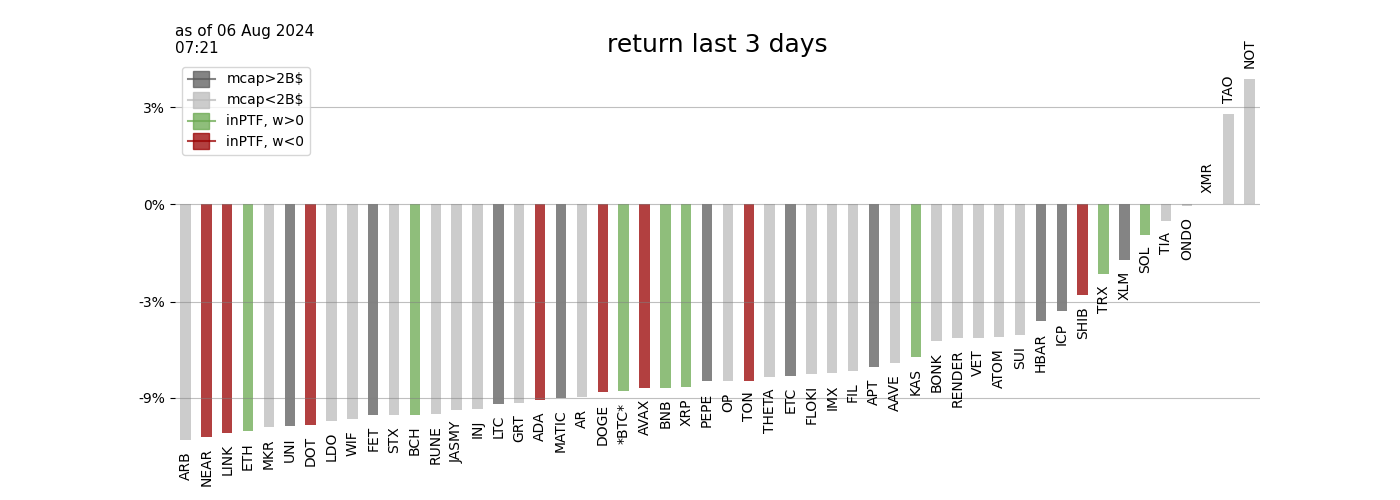 as of 06 Aug 2024
07:21
return last 3 days
mcap>2B$
mcap<2B$
inPTF, w>0
inPTF, w<0
3%
0%
-3%
-9%
ARB
NEAR
LINK
ETH
MKR
UNI
DOT
LDO
WIF
FET
STX
BCH
RUNE
JASMY
INJ
LTC
GRT
ADA
MATIC
AR
DOGE
*BTC*
AVAX
BNB
XRP
PEPE
OP
TON
THETA
ETC
FLOKI
IMX
FIL
APT
AAVE
KAS
BONK
RENDER
VET
ATOM
SUI
HBAR
ICP
SHIB
TRX
XLM
SOL
TIA
ONDO
XMR
TAO
NOT